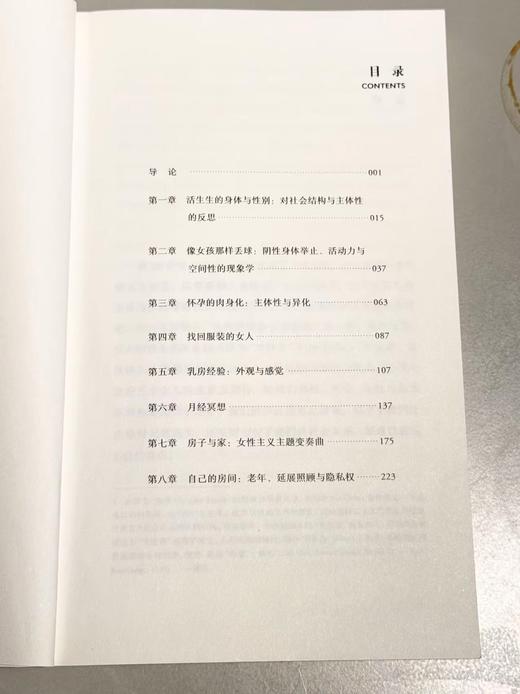 目 录
CONTENTS
导 论 001
第一章 活生生的身体与性别：对社会结构与主体性
的反思 015
第二章 像女孩那样丢球：阴性身体举止、活动力与
空间性的现象学 037
第三章 怀孕的肉身化：主体性与异化 063
第四章 找回服装的女人 087
第五章 乳房经验：外观与感觉 107
第六章 月经冥想 137
第七章 房子与家：女性主义主题变奏曲 175
第八章 自己的房间：老年、延展照顾与隐私权 223